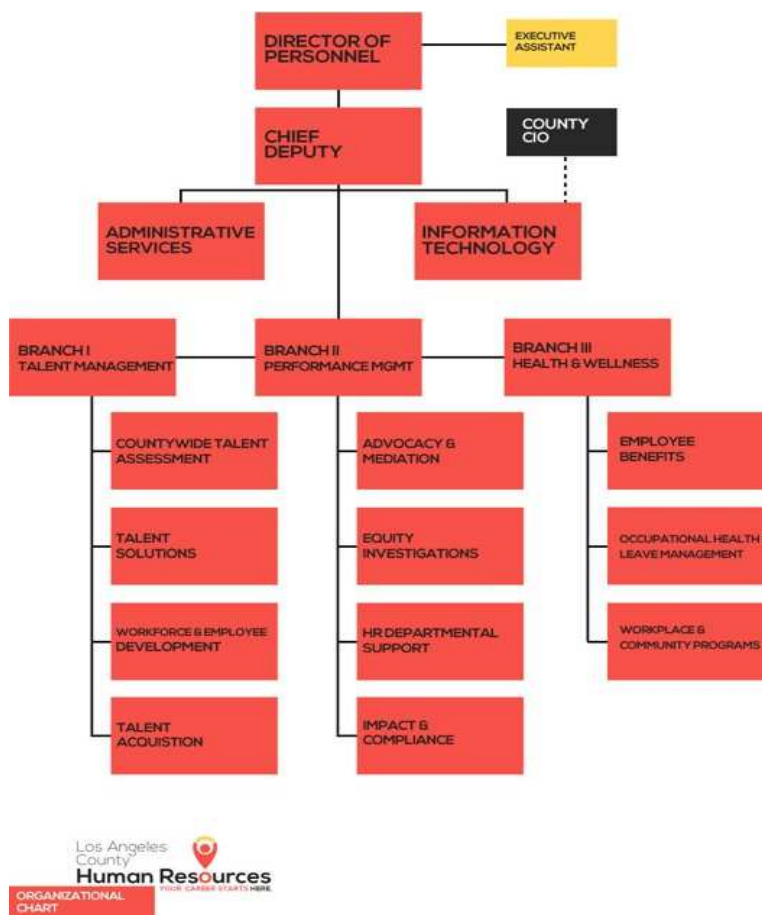 DIRECTOR OF
PERSONNEL
EXECUTIVE
ASSISTANT
CHIEF
DEPUTY
COUNTY
CIO
ADMINISTRATIVE
SERVICES
INFORMATION
TECHNOLOGY
BRANCH I
TALENT MANAGEMENT
BRANCH II
PERFORMANCE MGMT
BRANCH III
HEALTH & WELLNESS
COUNTYWIDE TALENT
ASSESSMENT
TALENT
SOLUTIONS
WORKFORCE & EMPLOYEE
DEVELOPMENT
TALENT
ACQUISTION
ADVOCACY &
MEDIATION
EQUITY
INVESTIGATIONS
HR DEPARTMENTAL
SUPPORT
IMPACT &
COMPLIANCE
EMPLOYEE
BENEFITS
OCCUPATIONAL HEALTH
LEAVE MANAGEMENT
WORKPLACE &
COMMUNITY PROGRAMS
Los Angeles
County
Human Resources
YOUR CAREER STARTS HERE.
ORGANIZATIONAL
CHART